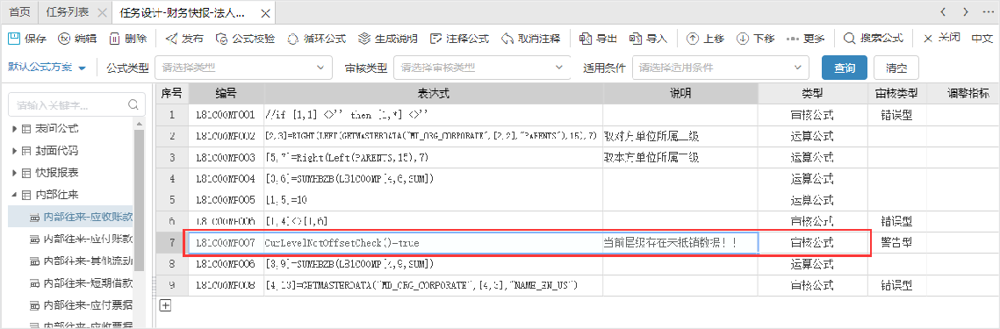 首页 任务列表 任务设计-财务快报-法人...
保存 编辑 删除 发布 公式校验 循环公式 生成说明 注释公式 取消注释 导出 导入 上移 下移 更多 搜索公式 关闭 中文
默认公式方案 公式类型 请选择类型 审核类型 请选择审核类型 适用条件 请选择适用条件 查询 清空
请输入关键字...
表间公式
封面代码
快报报表
内部往来
内部往来-应收账款
内部往来-应付账款
内部往来-其他流动
内部往来-短期借款
内部往来-应付票据
内部往来-应收票据
序号 编号 表达式 说明 类型 审核类型 调整指标
1 LB1C00MF001 //if [1,1] <>'' then [1,*] <>'' 审核公式 错误型
2 LB1C00MF002 [2,3]=RIGHT(LEFT(GETMASTERDATA("MD_ORG_CORPORATE",[2,2],"PARENTS"),15),7) 取对方单位所属二级 运算公式
3 LB1C00MF003 [5,7]=Right(Left(PARENTS,15),7) 取本方单位所属二级 运算公式
4 LB1C00MF004 [3,6]=SUMHBZB(LB1C00MP[4,6,SUM]) 运算公式
5 LB1C00MF005 [1,5]=10 运算公式
6 LB1C00MF006 [1,4]<>[1,6] 审核公式 错误型
7 LB1C00MF007 CurLevelNotOffsetCheck()=true 当前层级存在未抵销数据！！ 审核公式 警告型
8 LB1C00MF006 [3,9]=SUMHBZB(LB1C00MP[4,9,SUM]) 运算公式
9 LB1C00MF008 [4,13]=GETMASTERDATA("MD_ORG_CORPORATE",[4,3],"NAME_EN_US") 审核公式 错误型